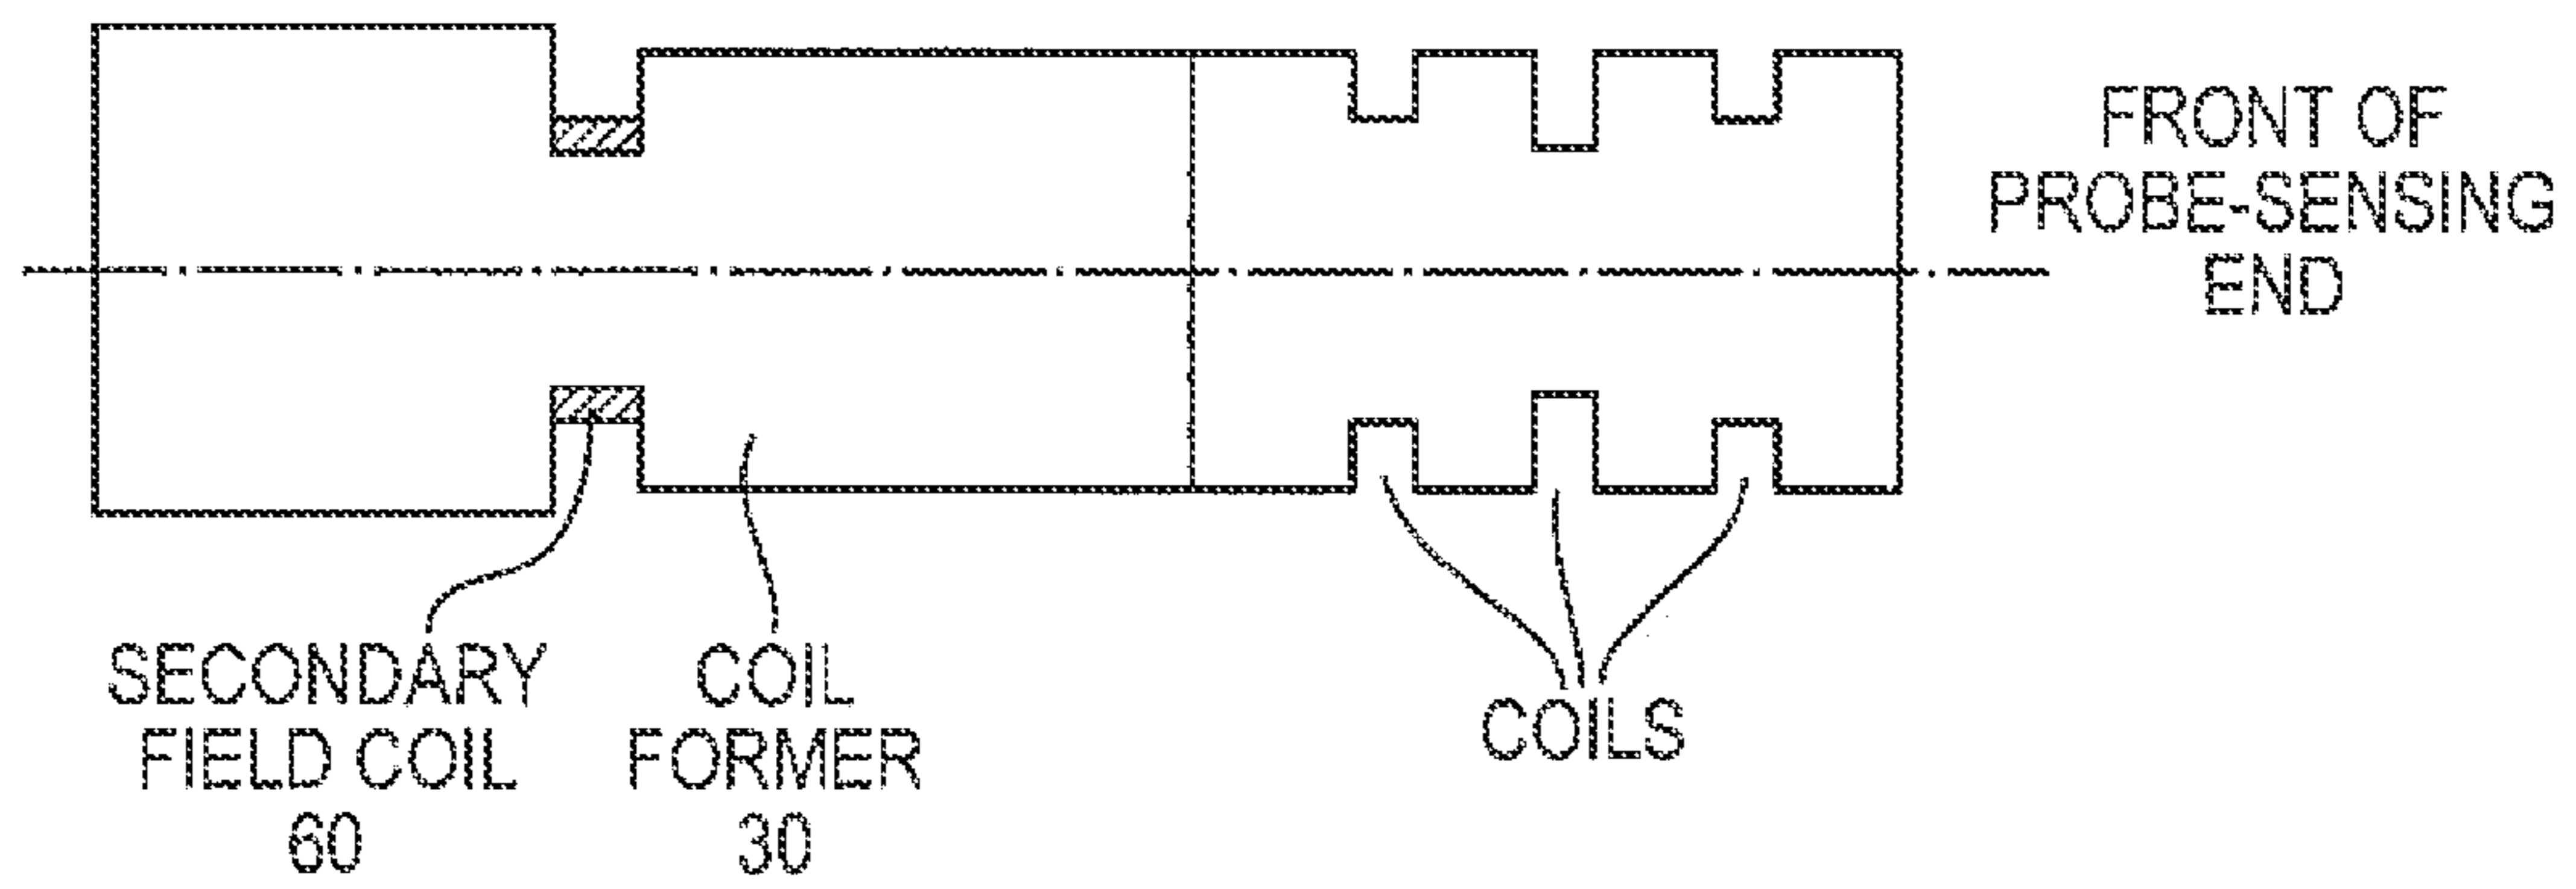 FRONT OF
PROBE-SENSING
END
SECONDARY
FIELD COIL
60
COIL
FORMER
30
COILS